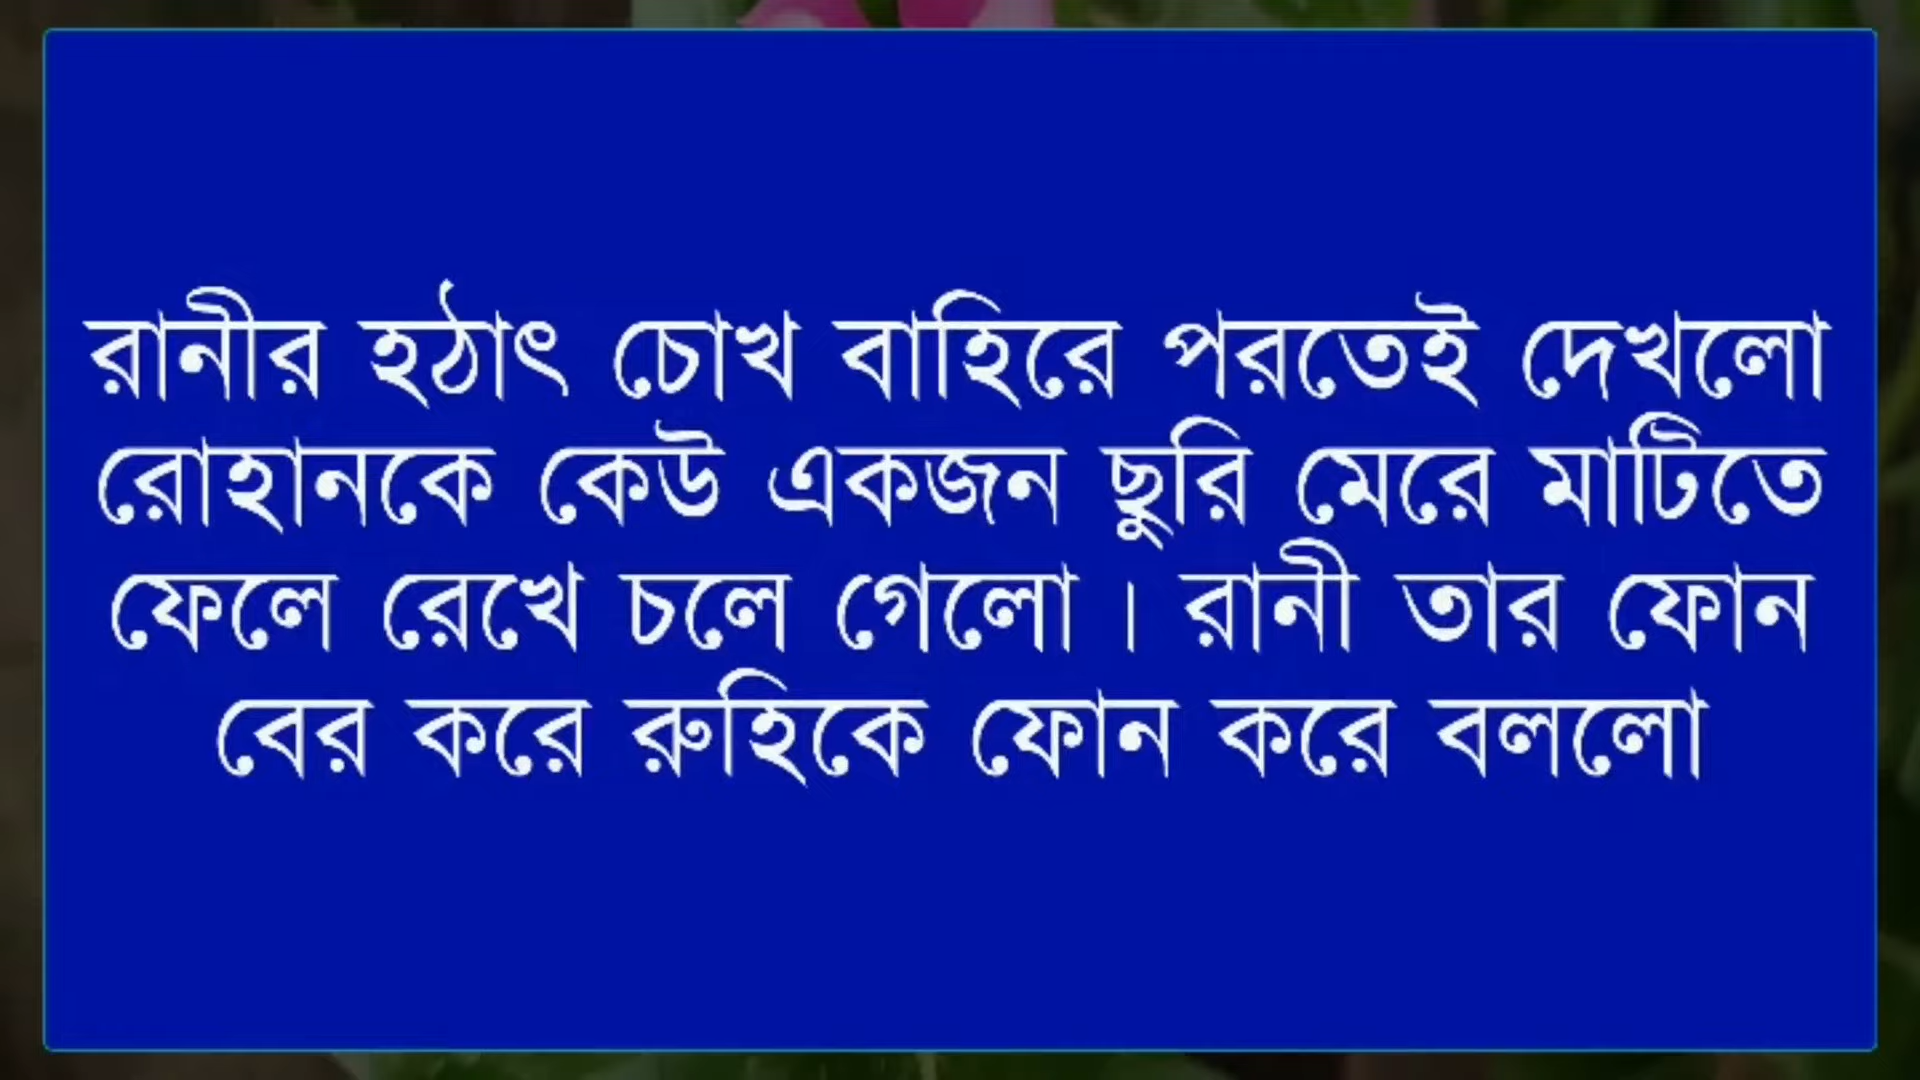 রানীর হঠাৎ চোখ বাহিরে পরতেই দেখলো
রোহানকে কেউ একজন ছুরি মেরে মাটিতে
ফেলে রেখে চলে গেলো । রানী তার ফোন
বের করে রুহিকে ফোন করে বললো